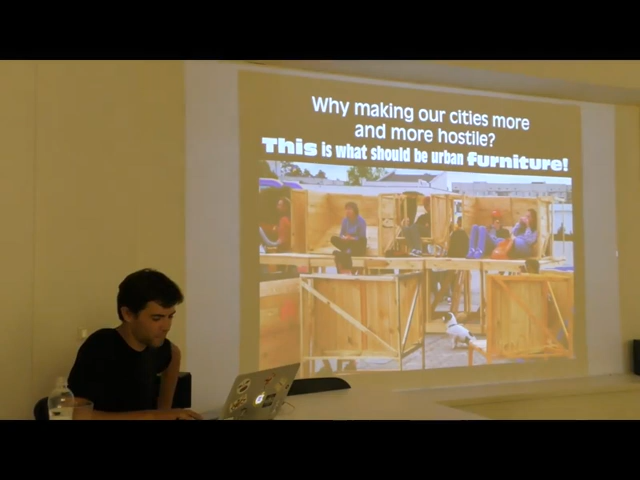 Why making our cities more
and more hostile?
This is what should be urban furniture!